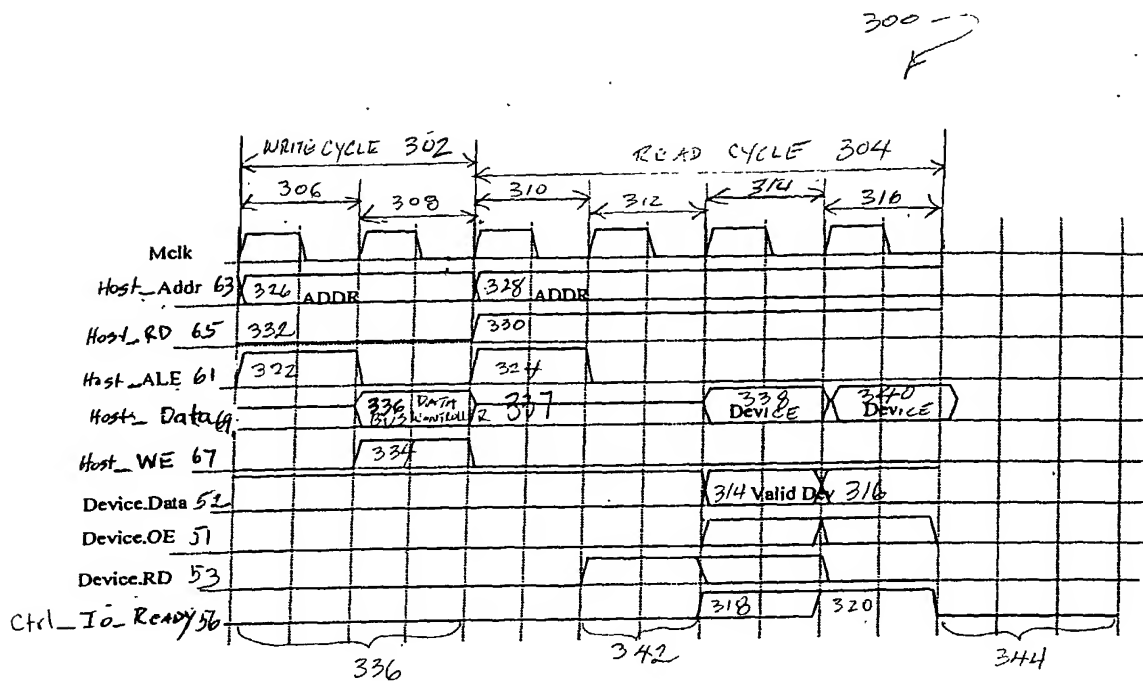 300
WRITE CYCLE 302 READ CYCLE 304
306 308 310 312 314 316
Mclk
Host_Addr 63 326 ADDR 328 ADDR
Host_RD 65 332 330
Host_ALE 61 322 324
Host_Data 69 336 BUS DATA CONTROLL R 337 338 DEVICE 340 DEVICE
Host_WE 67 334
Device.Data 52 314 Valid Dev 316
Device.OE 51
Device.RD 53
Ctrl_Io_Ready 56 318 320
336 342 344